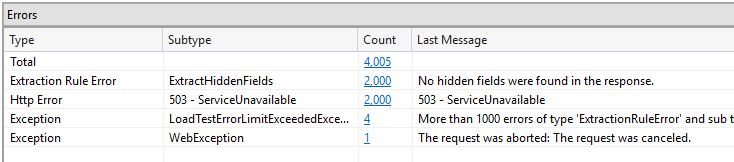 Errors
Type Subtype Count Last Message
Total 4,005
Extraction Rule Error ExtractHiddenFields 2,000 No hidden fields were found in the response.
Http Error 503 - ServiceUnavailable 2,000 503 - ServiceUnavailable
Exception LoadTestErrorLimitExceededExce... 4 More than 1000 errors of type 'ExtractionRuleError' and sub t
Exception WebException 1 The request was aborted: The request was canceled.